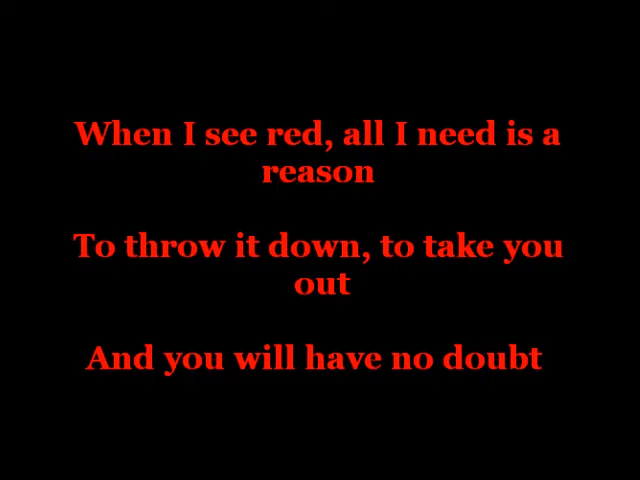 When I see red, all I need is a
reason
To throw it down, to take you
out
And you will have no doubt